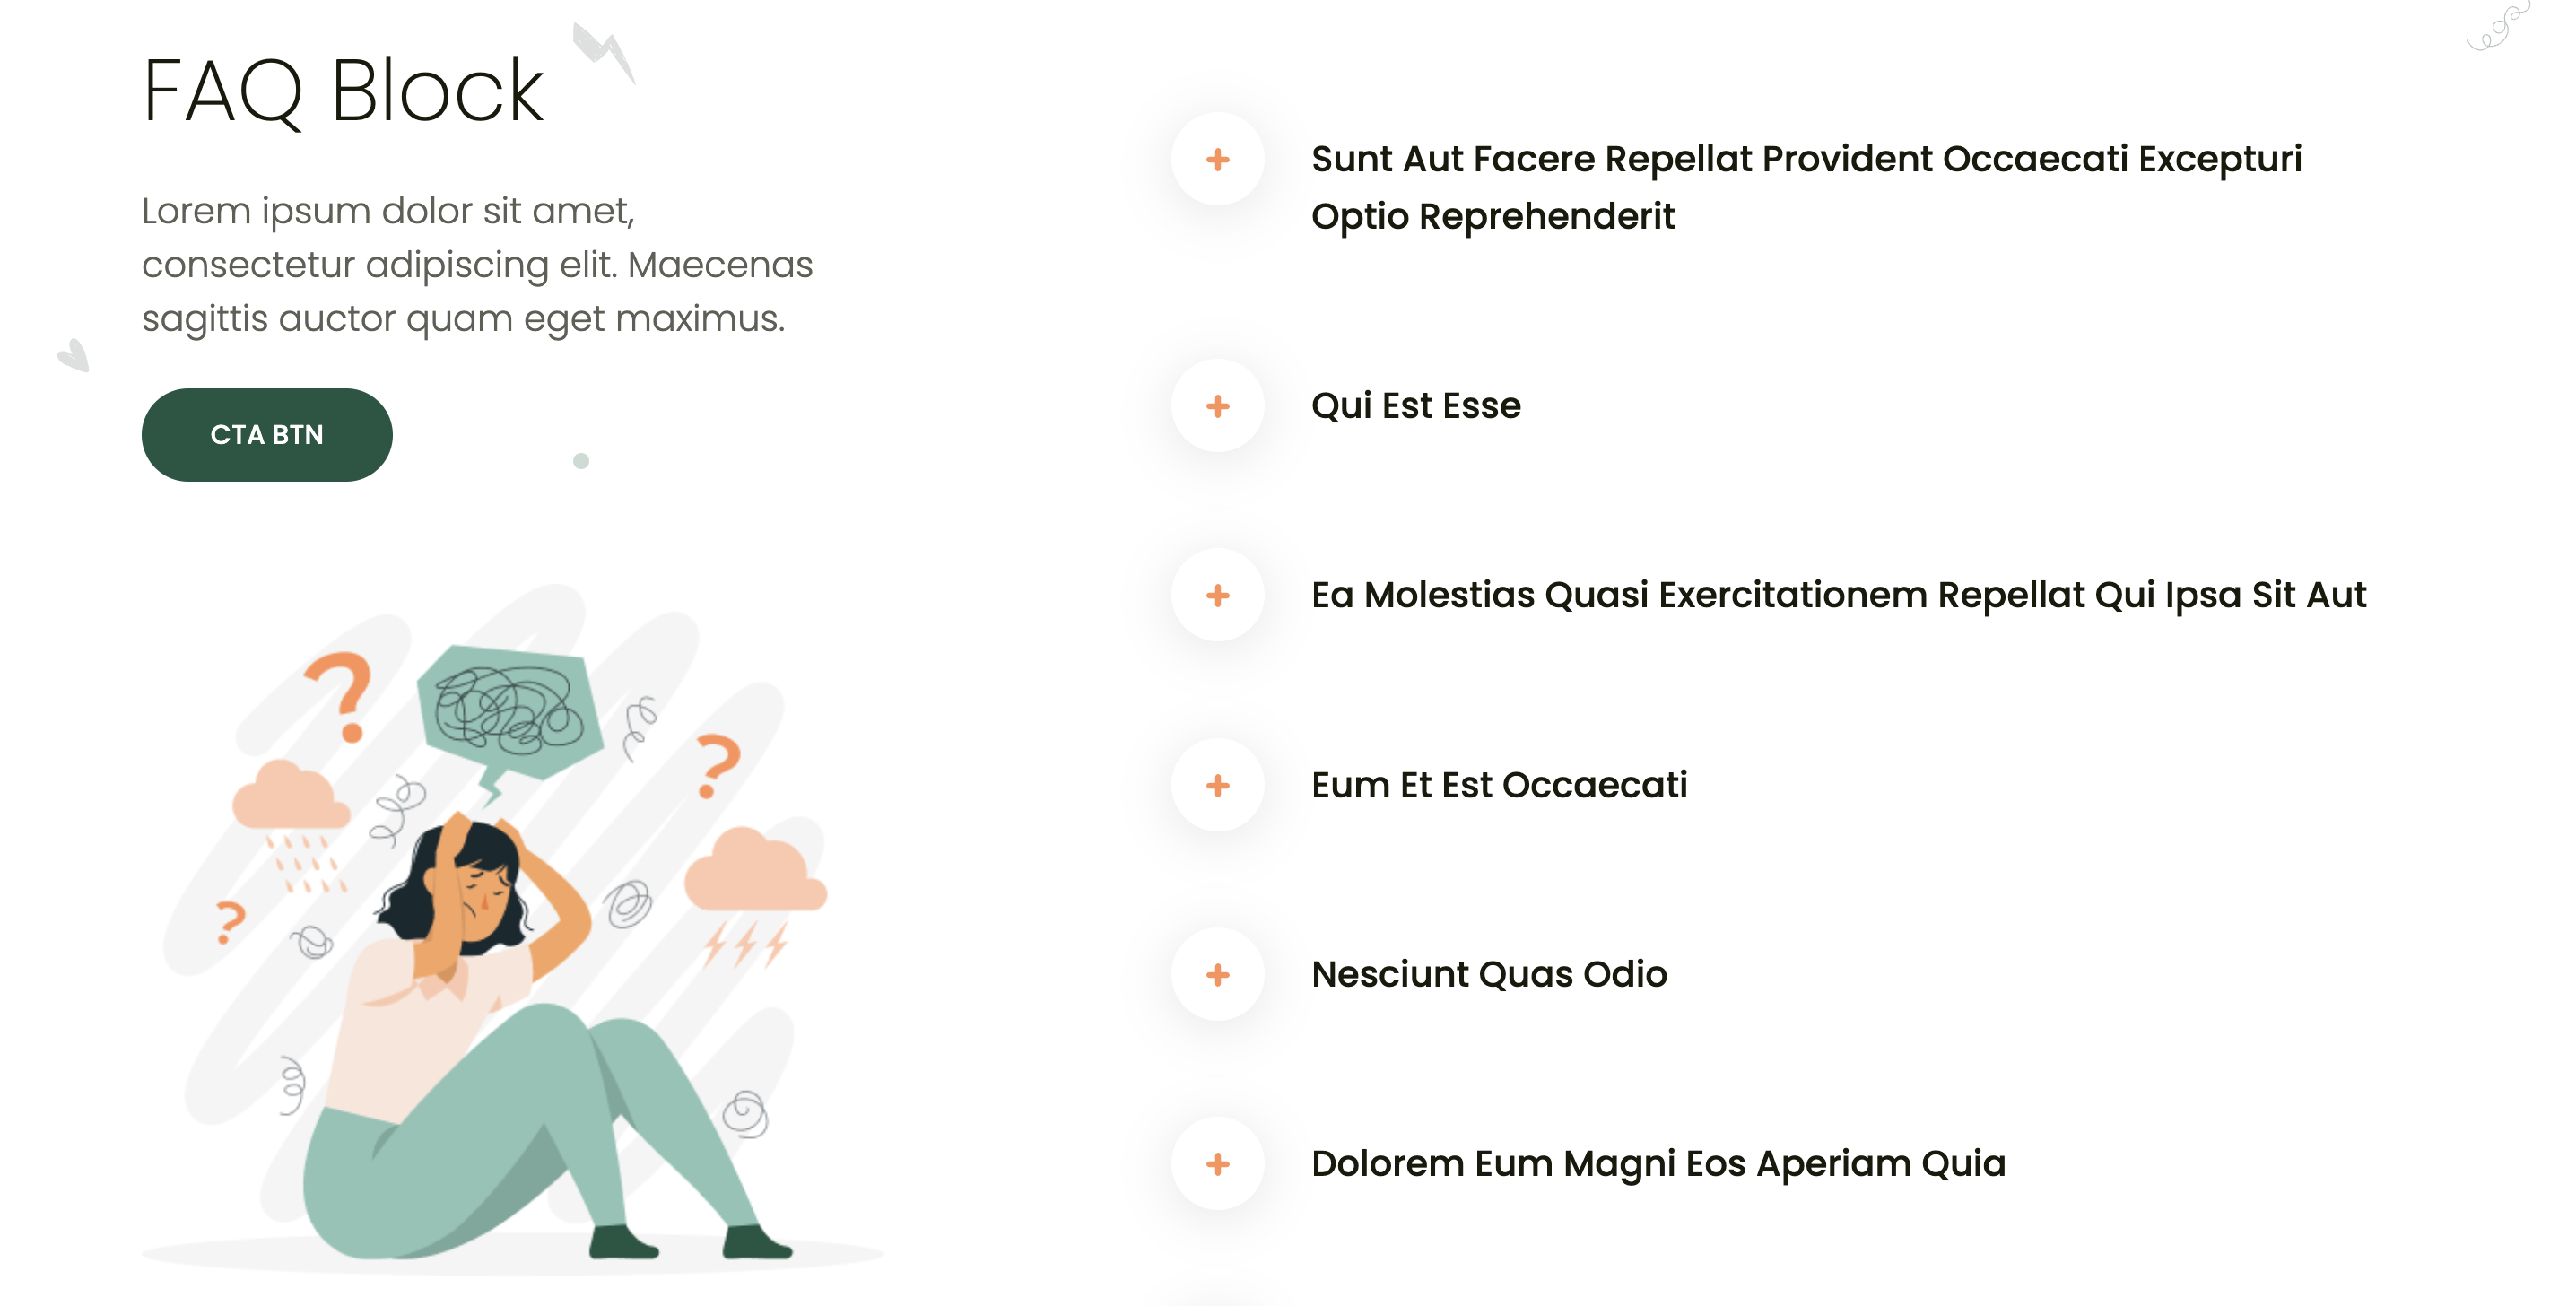 FAQ Block
Lorem ipsum dolor sit amet,
consectetur adipiscing elit. Maecenas
sagittis auctor quam eget maximus.
CTA BTN
? ? ?
Sunt Aut Facere Repellat Provident Occaecati Excepturi
Optio Reprehenderit
Qui Est Esse
Ea Molestias Quasi Exercitationem Repellat Qui Ipsa Sit Aut
Eum Et Est Occaecati
Nesciunt Quas Odio
Dolorem Eum Magni Eos Aperiam Quia